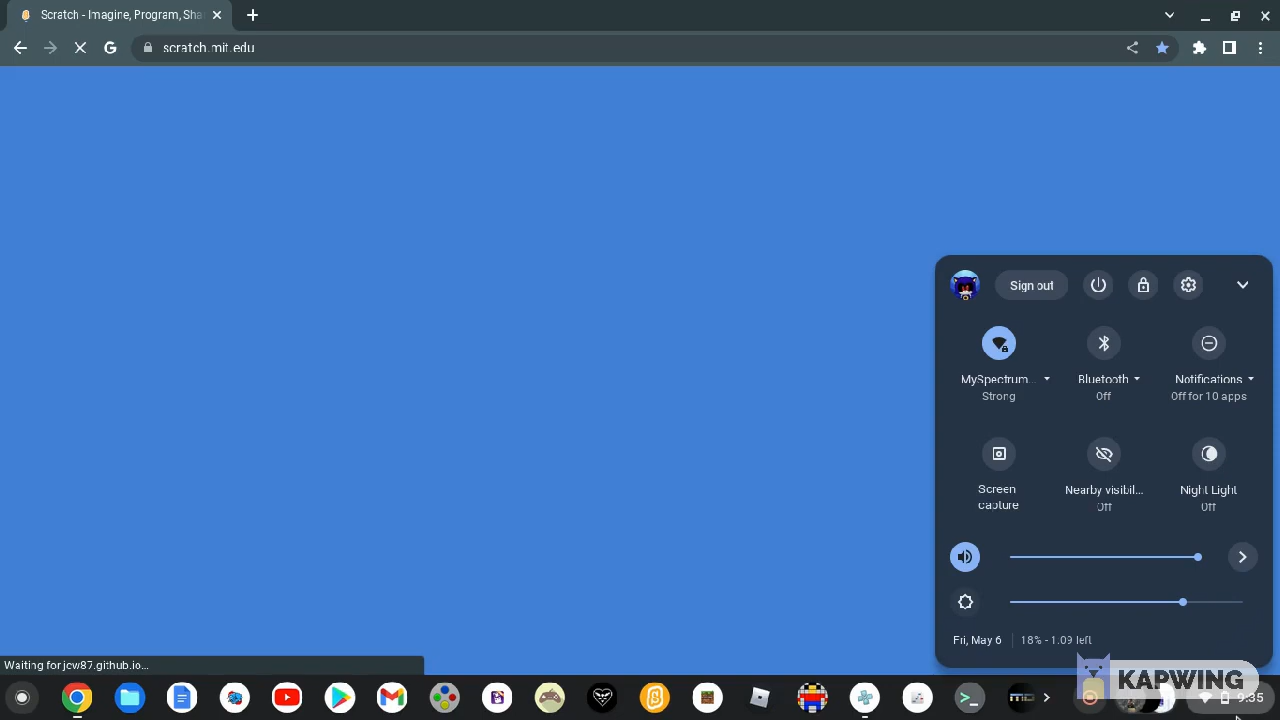 Scratch - Imagine, Program, Sha
scratch.mit.edu
Sign out
MySpectrum...
Strong
Bluetooth
Off
Notifications
Off for 10 apps
Screen
capture
Nearby visibil...
Off
Night Light
Off
Fri, May 6
18% - 1:09 left
Waiting for jcw87.github.io...
KAPWING
9:35